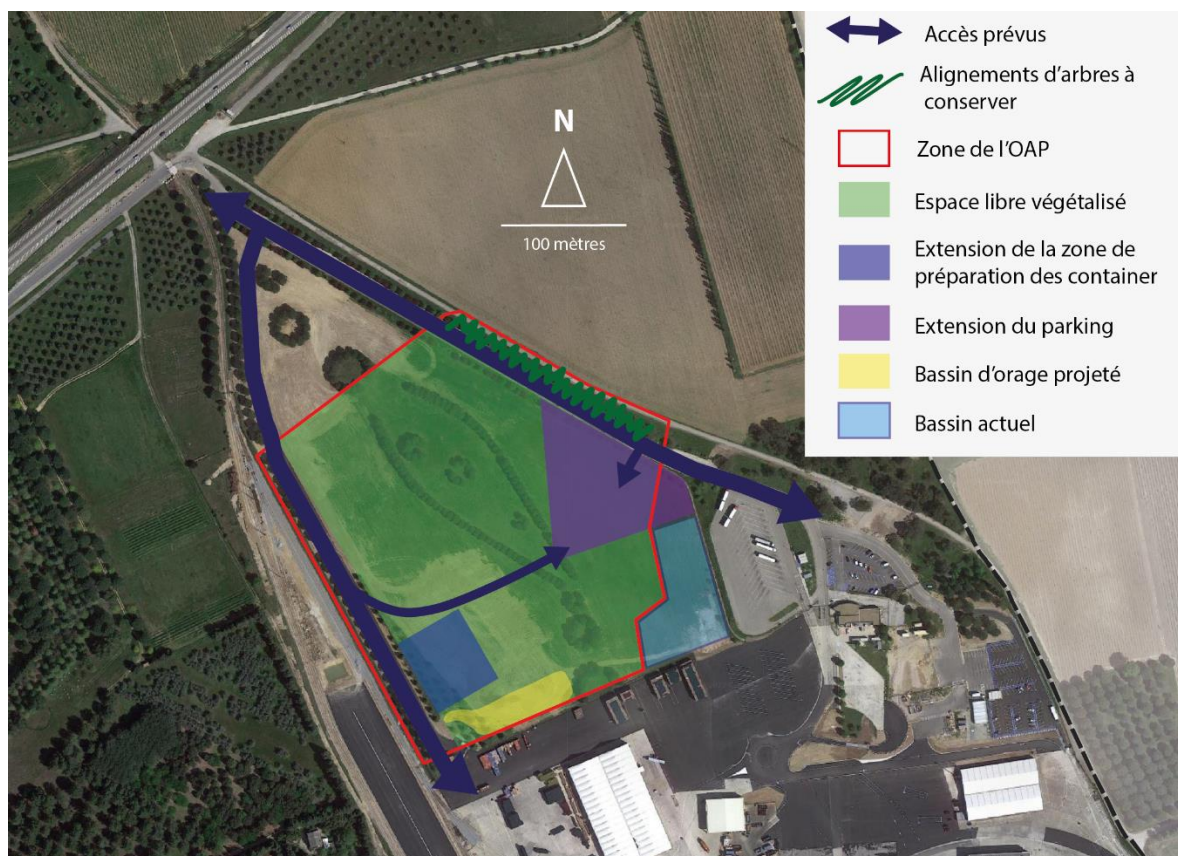 N
100 mètres
Accès prévus
Alignements d'arbres à
conserver
Zone de l'OAP
Espace libre végétalisé
Extension de la zone de
préparation des container
Extension du parking
Bassin d'orage projeté
Bassin actuel